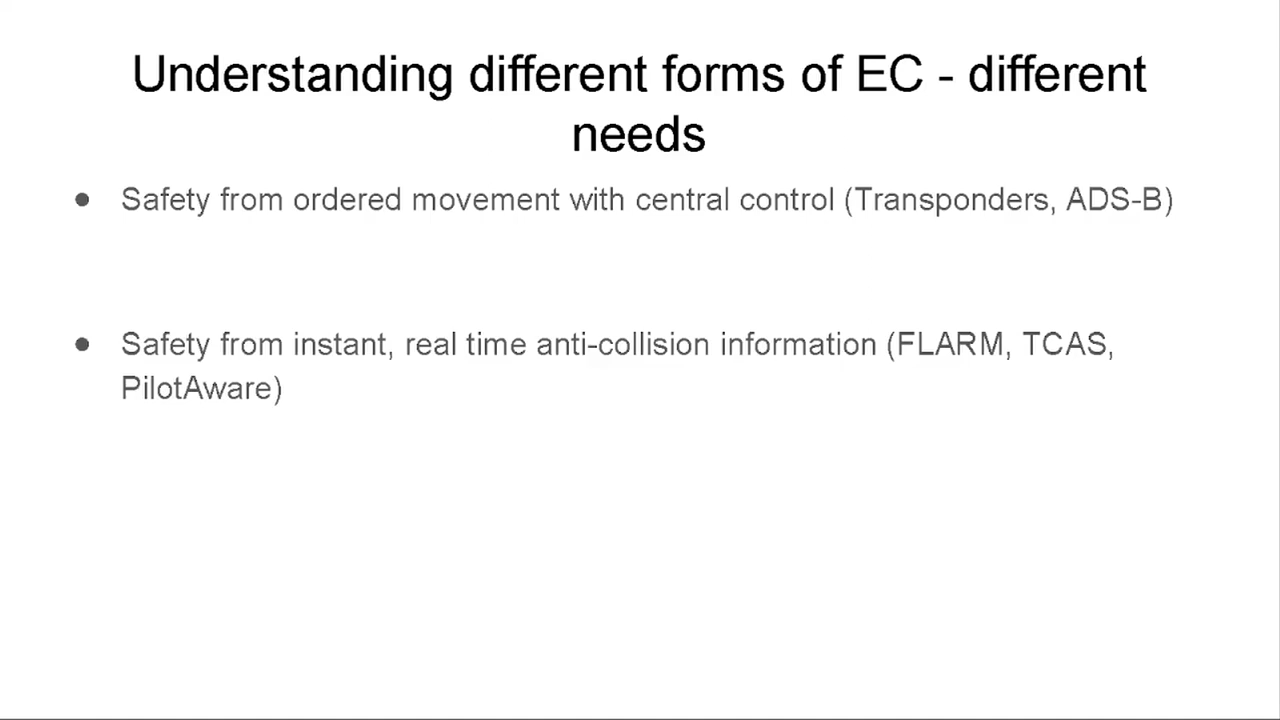 Understanding different forms of EC - different
needs
● Safety from ordered movement with central control (Transponders, ADS-B)
● Safety from instant, real time anti-collision information (FLARM, TCAS,
PilotAware)